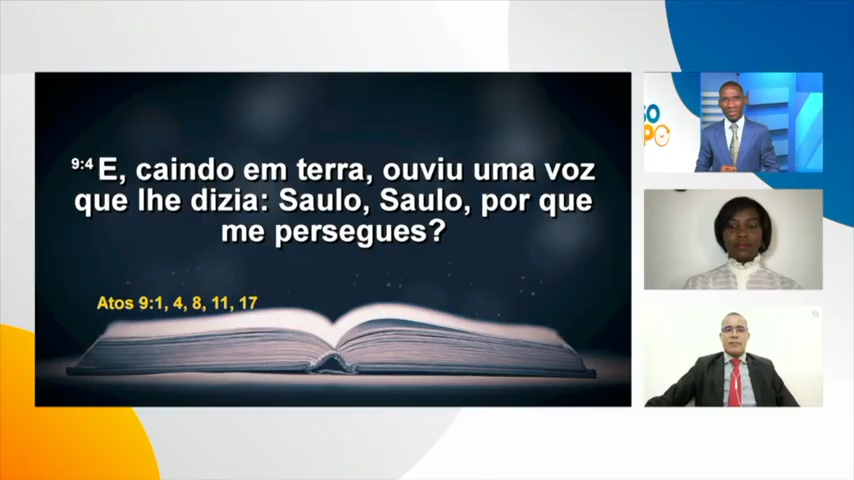 9:4 E, caindo em terra, ouviu uma voz
que lhe dizia: Saulo, Saulo, por que
me persegues?
Atos 9:1, 4, 8, 11, 17